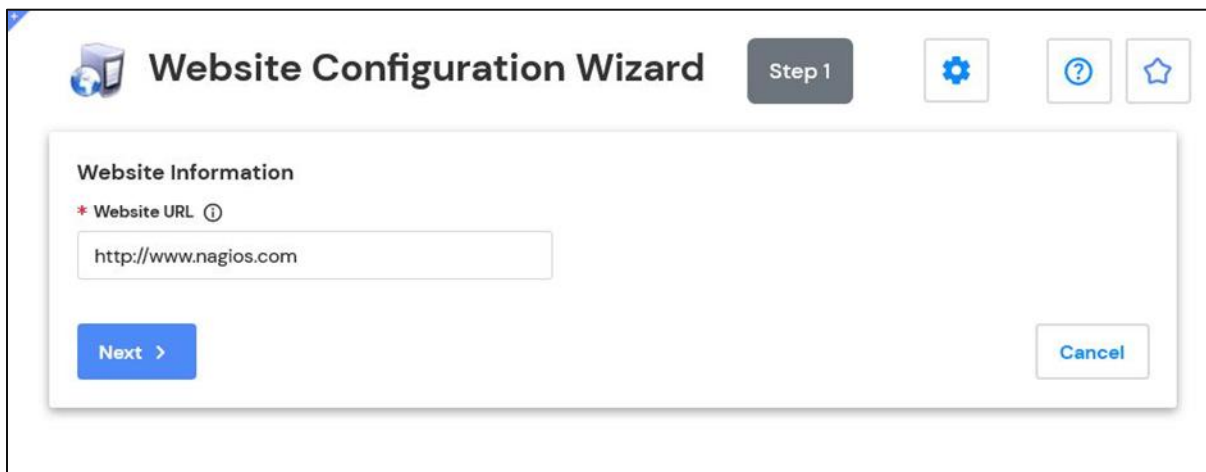 Website Configuration Wizard
Step 1
Website Information
* Website URL
http://www.nagios.com
Next >
Cancel